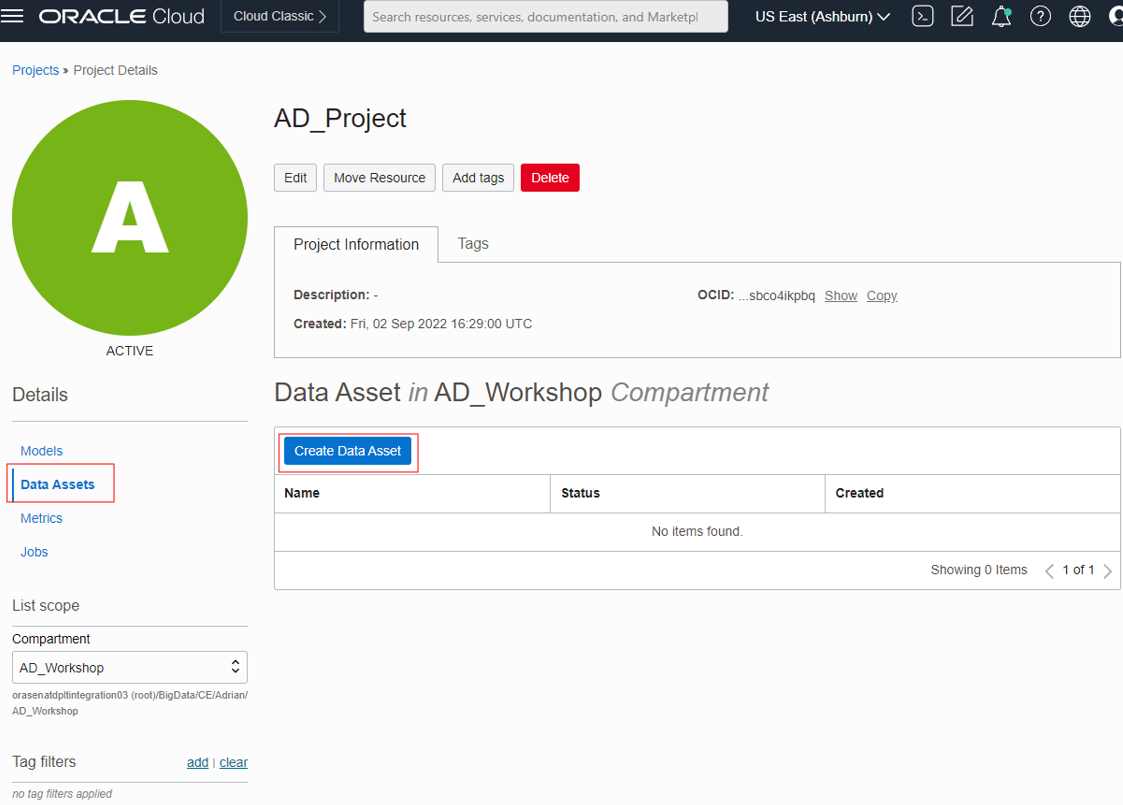 ORACLE Cloud
Cloud Classic
Search resources, services, documentation, and Marketpl
US East (Ashburn)
Projects » Project Details
A
ACTIVE
AD_Project
Edit
Move Resource
Add tags
Delete
Project Information
Tags
Description: -
OCID: ...sbco4ikpbq Show Copy
Created: Fri, 02 Sep 2022 16:29:00 UTC
Details
Models
Data Assets
Metrics
Jobs
Data Asset in AD_Workshop Compartment
Create Data Asset
Name Status Created
No items found.
Showing 0 Items
1 of 1
List scope
Compartment
AD_Workshop
orasenatdpltintegration03 (root)/BigData/CE/Adrian/
AD_Workshop
Tag filters
add | clear
no tag filters applied